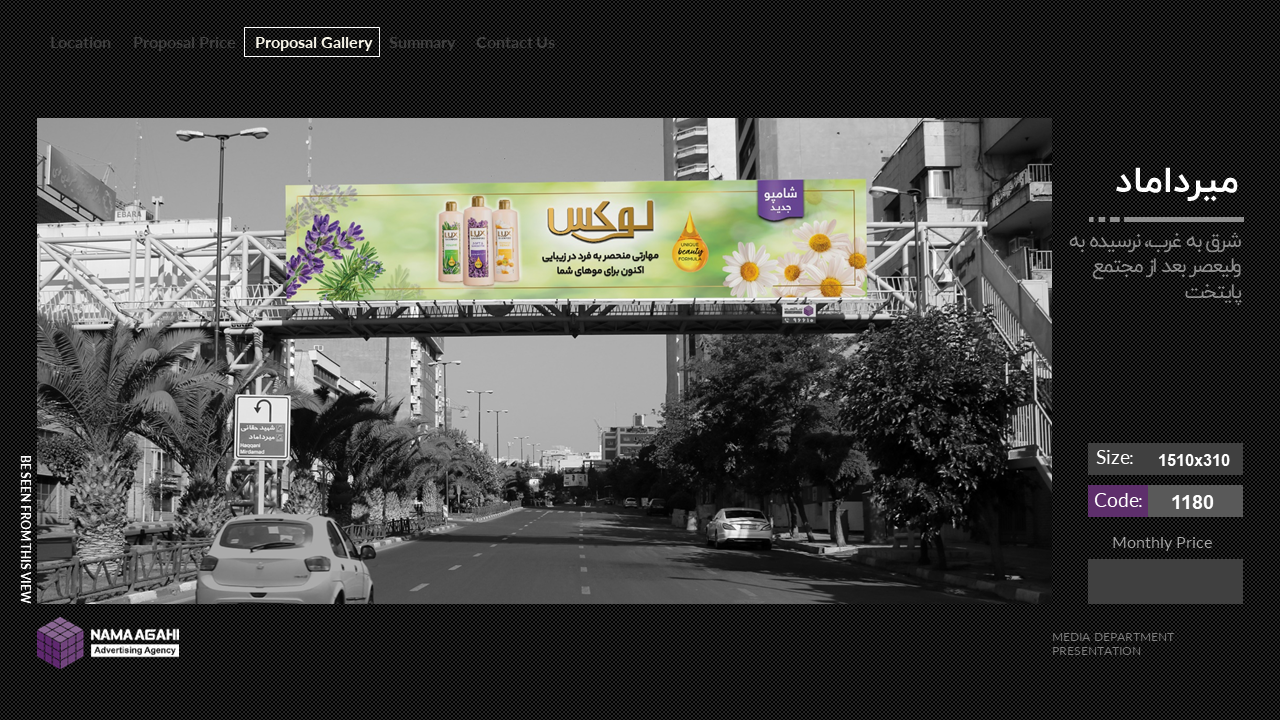 Location
Proposal Price
Proposal Gallery
Summary
Contact Us
میرداماد
شرق به غرب، نرسیده به
ولیعصر بعد از مجتمع
پایتخت
EBARA
شامپو
جدید
لوکس
مهارتی منحصر به فرد در زیبایی
اکنون برای موهای شما
LUX
LUX
LUX
UNIQUE
beauty
FORMULA
شهید حقانی
میرداماد
Haqqani
Mirdamad
Size:
1510x310
Code:
1180
Monthly Price
BE SEEN FROM THIS VIEW
NAMA AGAHI
Advertising Agency
MEDIA DEPARTMENT
PRESENTATION